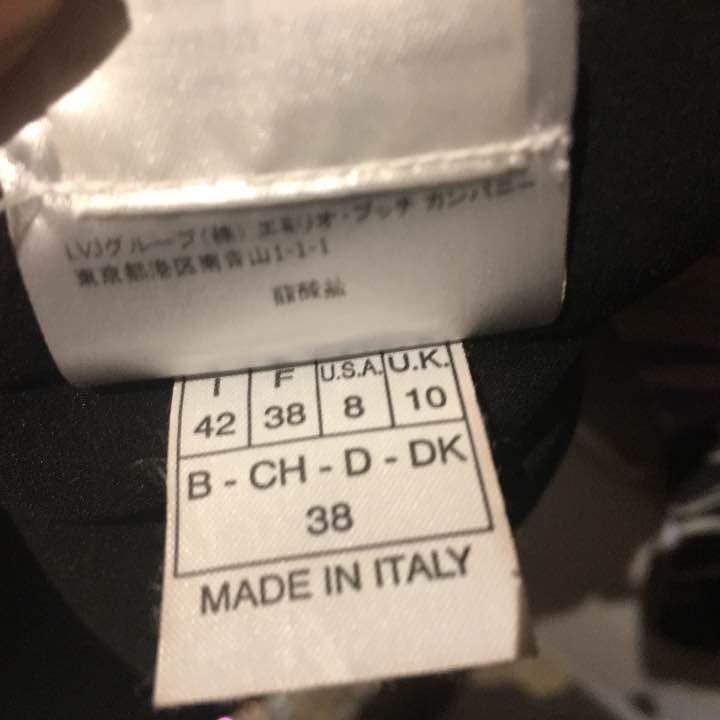 LVJグループ(株) エミリオ・プッチ カンパニー
東京都港区南青山1-1-1
I F U.S.A. U.K.
42 38 8 10
B - CH - D - DK
38
MADE IN ITALY